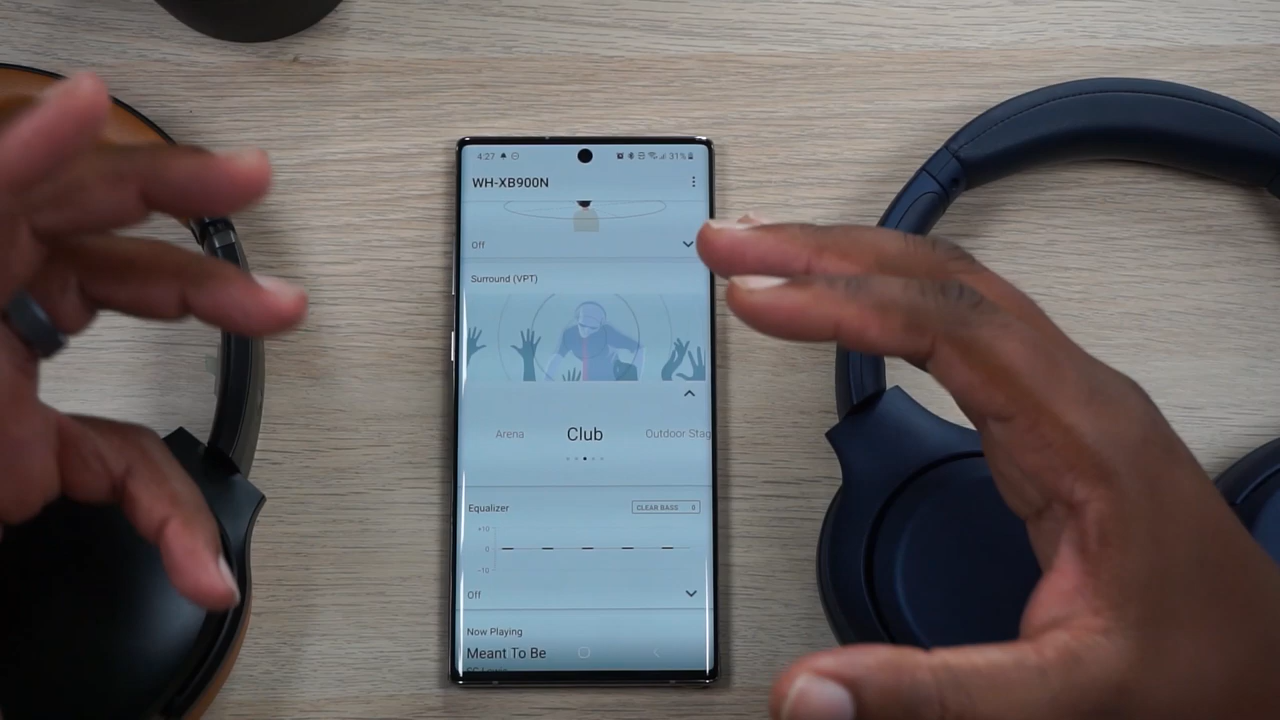 4:27 31%
WH-XB900N
Off
Surround (VPT)
Arena Club Outdoor Stag
Equalizer CLEAR BASS 0
+10
0
-10
Off
Now Playing
Meant To Be